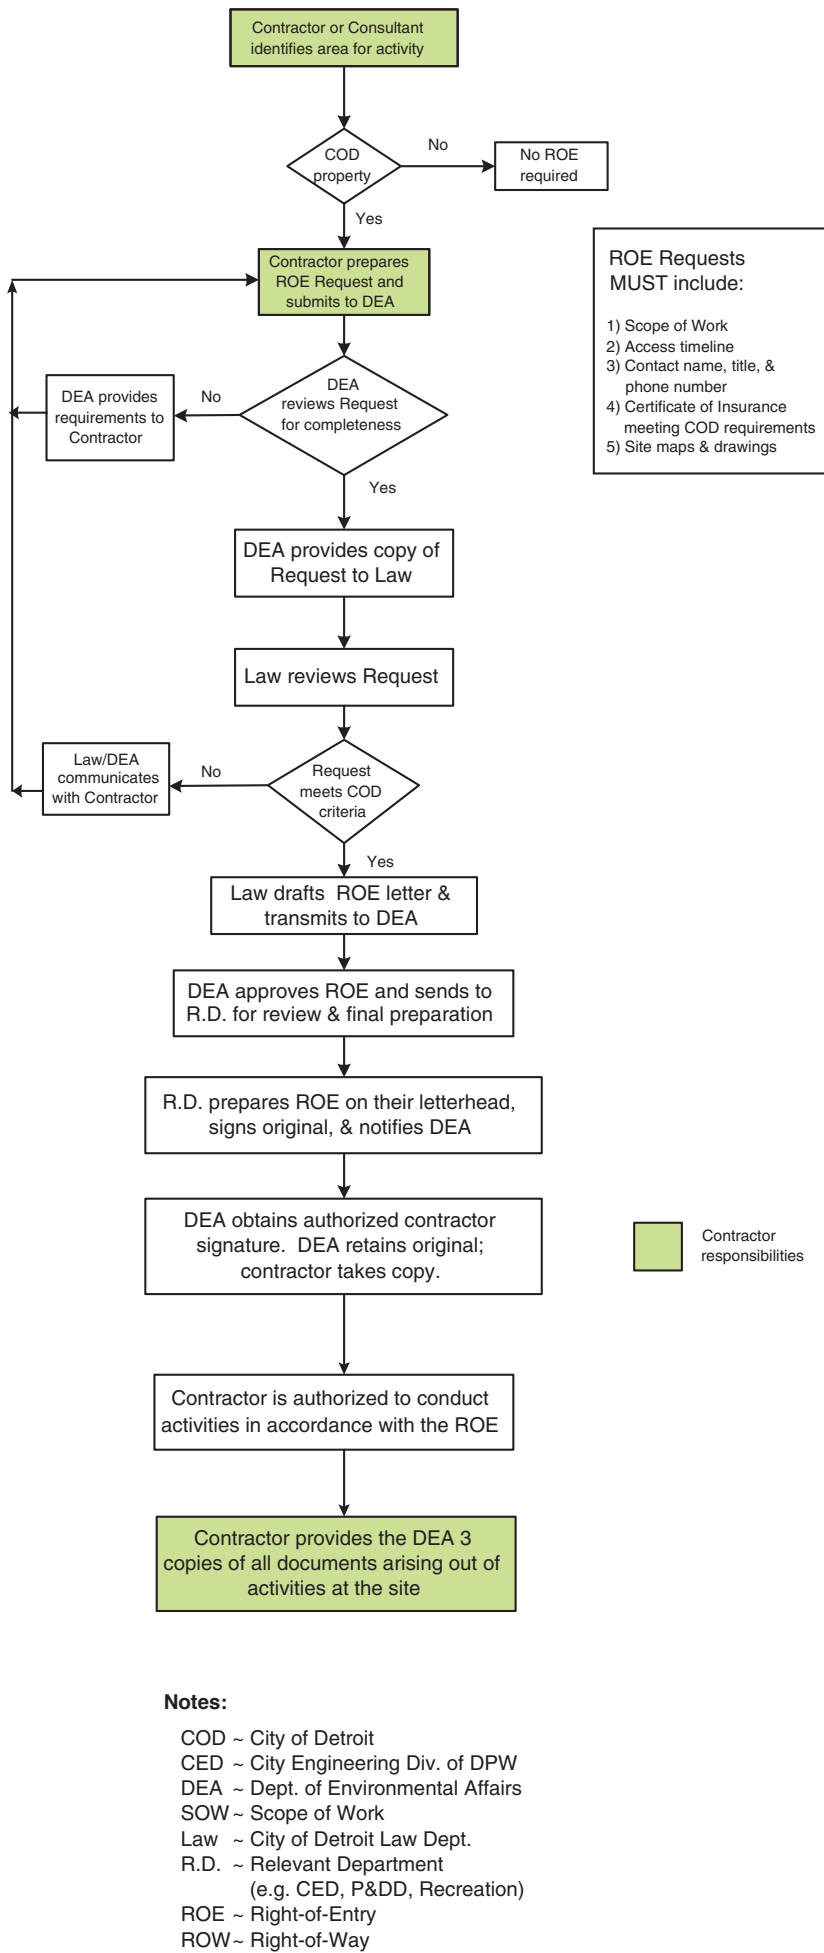 Contractor or Consultant
identifies area for activity
COD
property
No
No ROE
required
Yes
Contractor prepares
ROE Request and
submits to DEA
ROE Requests
MUST include:
1) Scope of Work
2) Access timeline
3) Contact name, title, &
phone number
4) Certificate of Insurance
meeting COD requirements
5) Site maps & drawings
DEA
reviews Request
for completeness
No
DEA provides
requirements to
Contractor
Yes
DEA provides copy of
Request to Law
Law reviews Request
Request
meets COD
criteria
No
Law/DEA
communicates
with Contractor
Yes
Law drafts ROE letter &
transmits to DEA
DEA approves ROE and sends to
R.D. for review & final preparation
R.D. prepares ROE on their letterhead,
signs original, & notifies DEA
DEA obtains authorized contractor
signature. DEA retains original;
contractor takes copy.
Contractor
responsibilities
Contractor is authorized to conduct
activities in accordance with the ROE
Contractor provides the DEA 3
copies of all documents arising out of
activities at the site
Notes:
COD ~ City of Detroit
CED ~ City Engineering Div. of DPW
DEA ~ Dept. of Environmental Affairs
SOW ~ Scope of Work
Law ~ City of Detroit Law Dept.
R.D. ~ Relevant Department
(e.g. CED, P&DD, Recreation)
ROE ~ Right-of-Entry
ROW ~ Right-of-Way